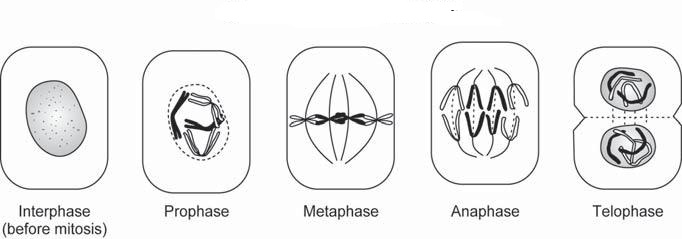 Interphase
(before mitosis)
Prophase
Metaphase
Anaphase
Telophase